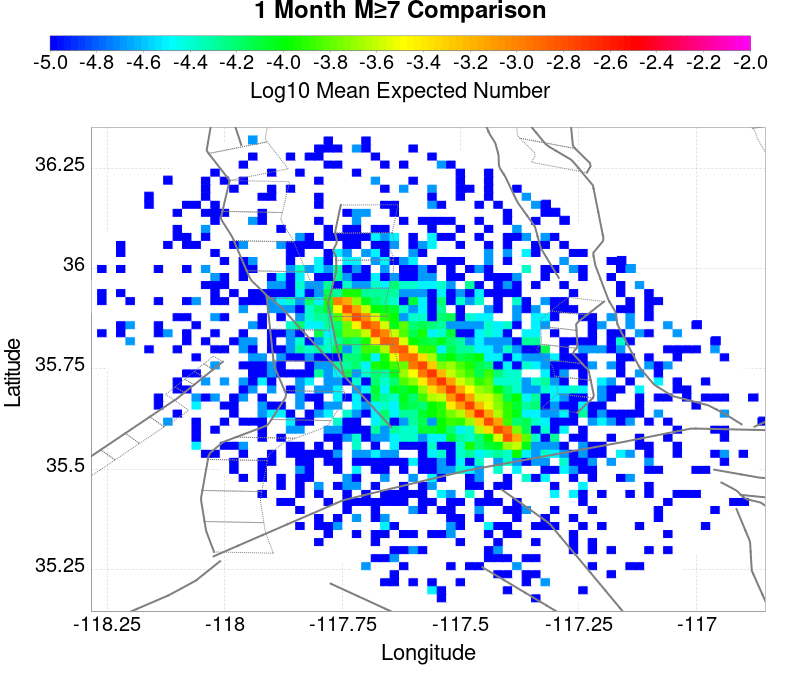 1 Month M≥7 Comparison
-5.0 -4.8 -4.6 -4.4 -4.2 -4.0 -3.8 -3.6 -3.4 -3.2 -3.0 -2.8 -2.6 -2.4 -2.2 -2.0
Log10 Mean Expected Number
36.25
36
35.75
35.5
35.25
Latitude
-118.25 -118 -117.75 -117.5 -117.25 -117
Longitude